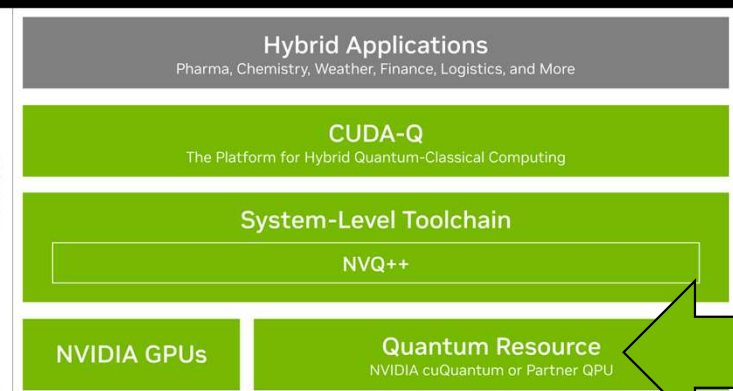 Hybrid Applications
Pharma, Chemistry, Weather, Finance, Logistics, and More
CUDA-Q
The Platform for Hybrid Quantum-Classical Computing
System-Level Toolchain
NVQ++
NVIDIA GPUs
Quantum Resource
NVIDIA cuQuantum or Partner QPU